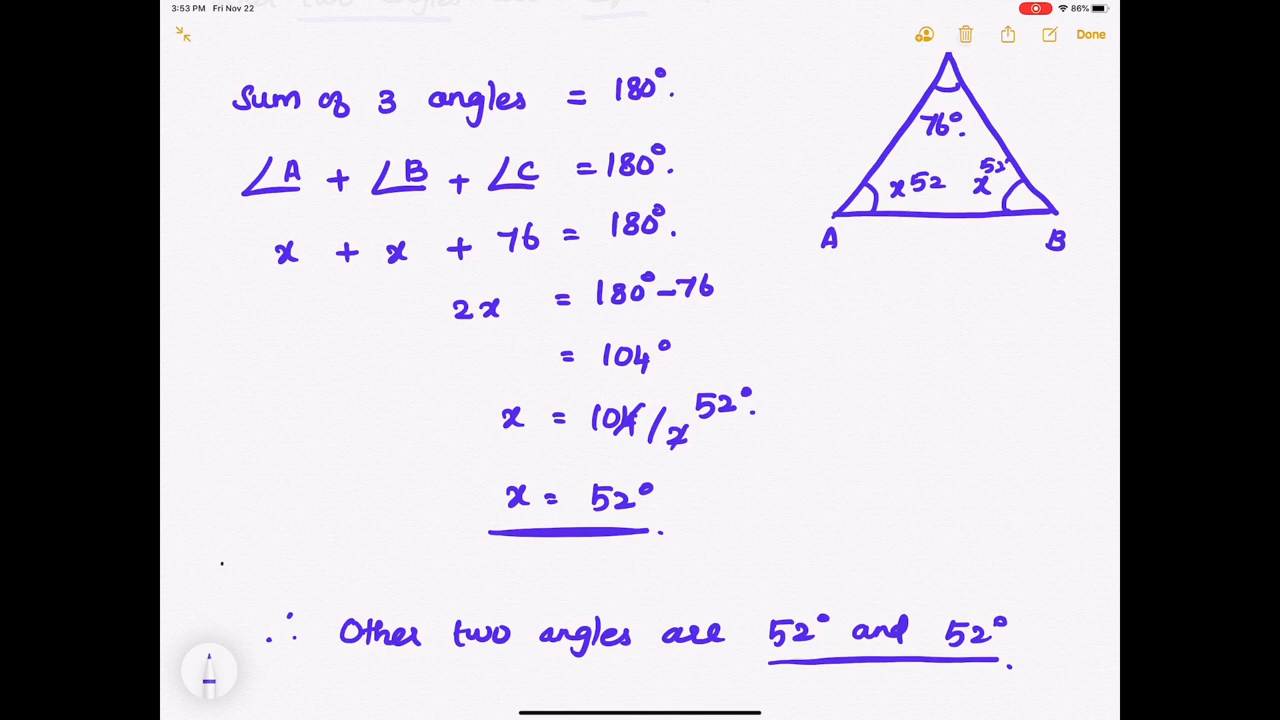 3:53 PM Fri Nov 22 86%
Done
Sum of 3 angles = 180°.
∠A + ∠B + ∠C = 180°.
x + x + 76 = 180°.
2x = 180° - 76
= 104°
x = 104/2 52°.
x = 52°.
∴ Other two angles are 52° and 52°.
76°.
x 52 x 52°
A B